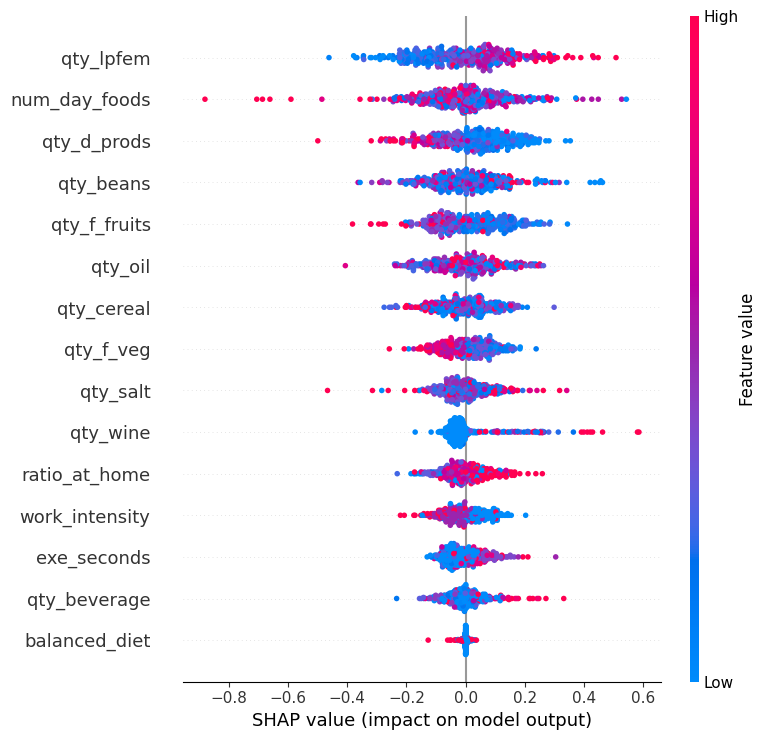 High
qty_lpfem
num_day_foods
qty_d_prods
qty_beans
qty_f_fruits
qty_oil
qty_cereal
qty_f_veg
qty_salt
qty_wine
ratio_at_home
work_intensity
exe_seconds
qty_beverage
balanced_diet
Feature value
Low
−0.8 −0.6 −0.4 −0.2 0.0 0.2 0.4 0.6
SHAP value (impact on model output)